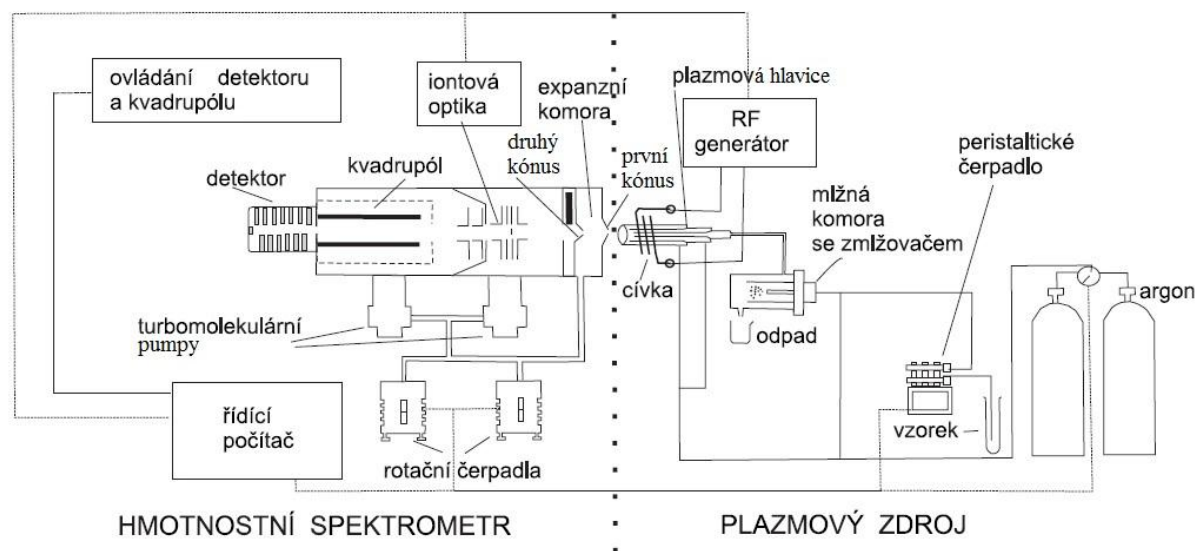 ovládání detektoru
a kvadrupólu
iontová
optika
expanzní
komora
plazmová hlavice
RF
generátor
peristaltické
čerpadlo
druhý
kónus
první
kónus
kvadrupól
detektor
mlžná
komora
se zmlžovačem
cívka
argon
odpad
turbomolekulární
pumpy
řídící
počítač
vzorek
rotační čerpadla
HMOTNOSTNÍ SPEKTROMETR
PLAZMOVÝ ZDROJ